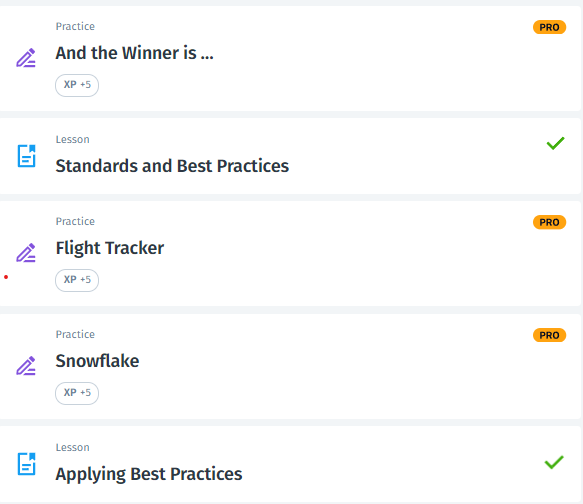 Practice
PRO
And the Winner is ...
XP +5
Lesson
Standards and Best Practices
Practice
PRO
Flight Tracker
XP +5
Practice
PRO
Snowflake
XP +5
Lesson
Applying Best Practices